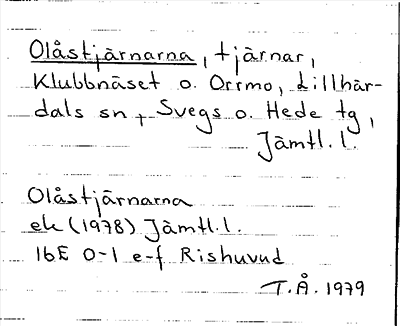 Olåstjärnarna, tjärnar,
Klubbnäset o. Orrmo, Lillhär-
dals sn, Svegs o. Hede tg,
Jämtl. l.
Olåstjärnarna
ek (1978) Jämtl. l.
16E 0-1 e-f Rishuvud
T.Å. 1979